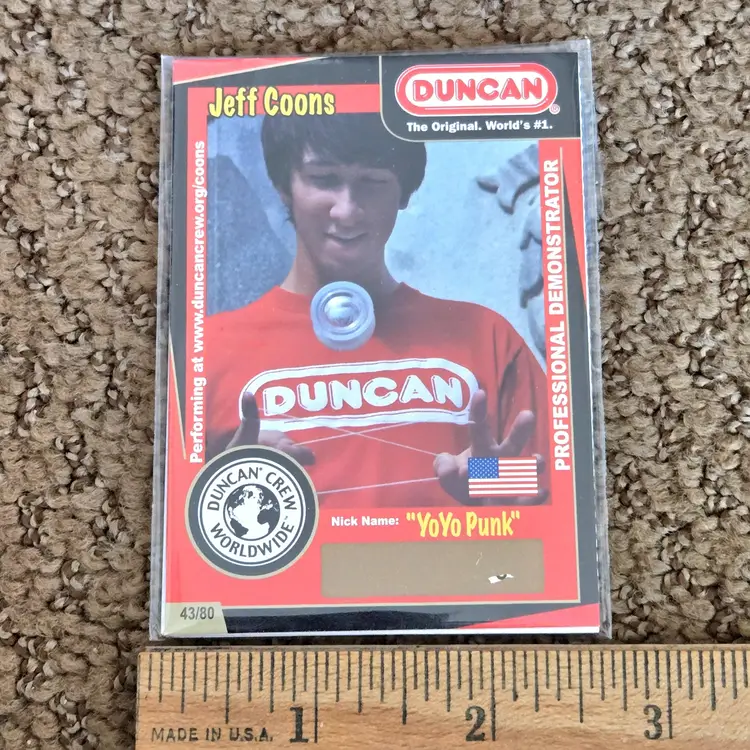 Jeff Coons
DUNCAN®
The Original. World's #1.
Performing at www.duncancrew.org/coons
PROFESSIONAL DEMONSTRATOR
DUNCAN
DUNCAN® CREW
WORLDWIDE™
Nick Name: "YoYo Punk"
43/80
MADE IN U.S.A. 1 2 3